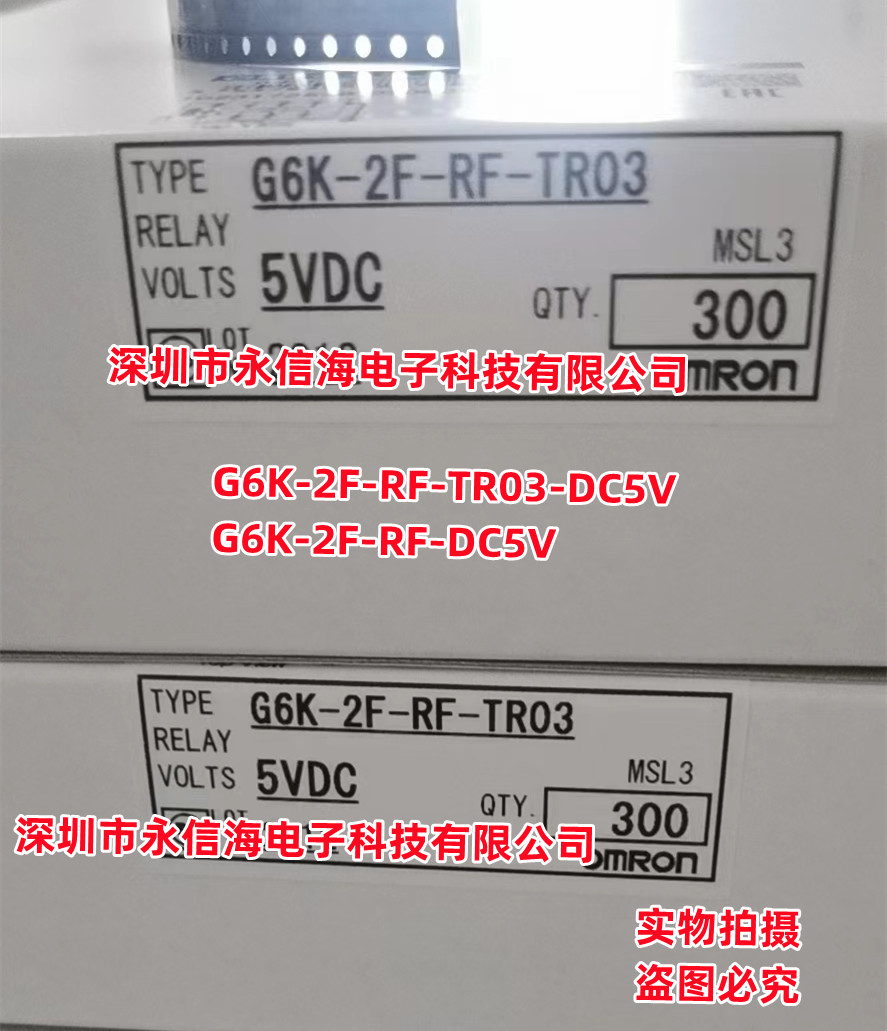 EAC
TYPE G6K-2F-RF-TR03
RELAY
MSL3
VOLTS 5VDC
QTY. 300
LOT
深圳市永信海电子科技有限公司
omron
G6K-2F-RF-TR03-DC5V
G6K-2F-RF-DC5V
TYPE G6K-2F-RF-TR03
RELAY
MSL3
VOLTS 5VDC
QTY. 300
LOT
深圳市永信海电子科技有限公司
omron
实物拍摄
盗图必究